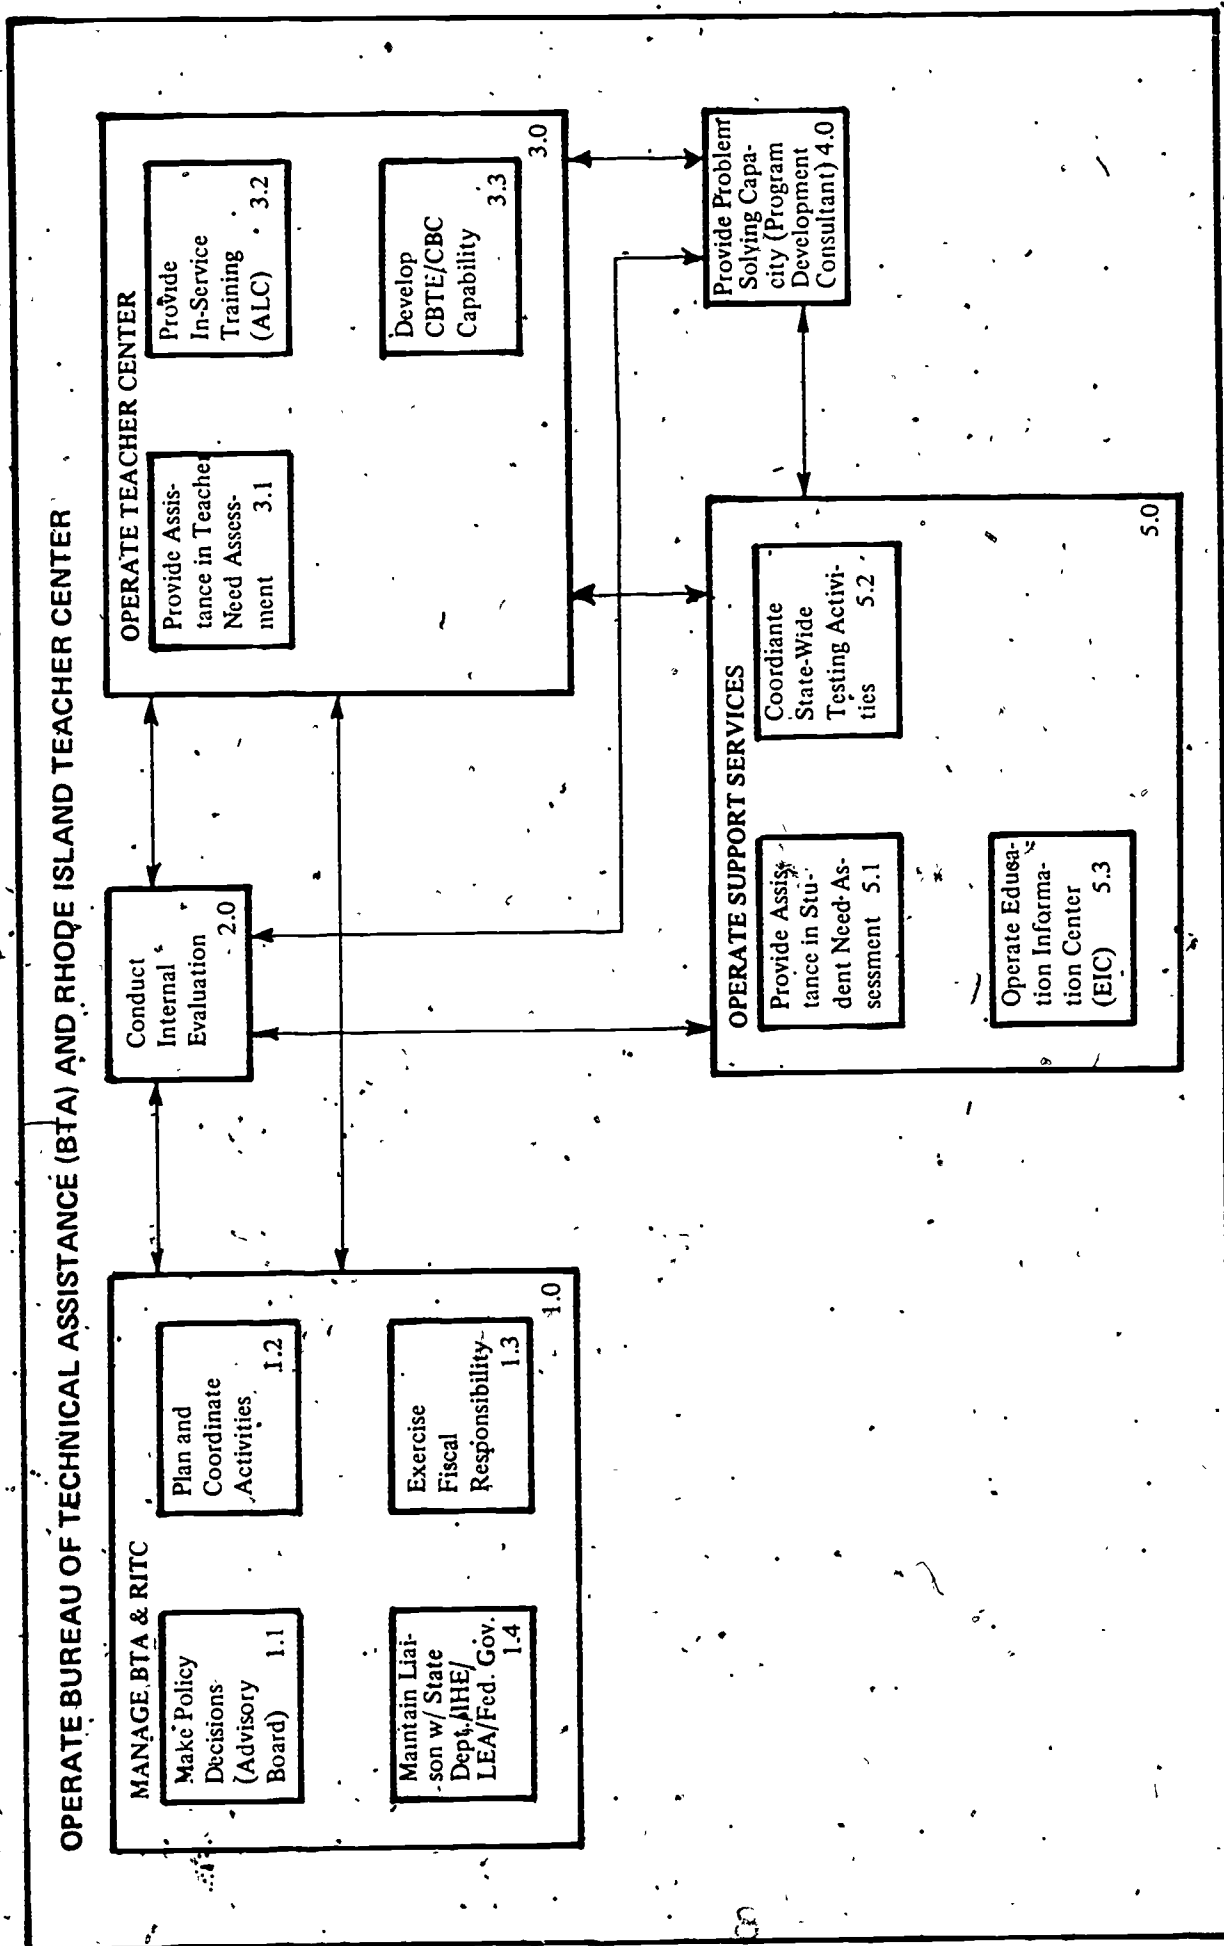 OPERATE BUREAU OF TECHNICAL ASSISTANCE (BTA) AND RHODE ISLAND TEACHER CENTER
MANAGE BTA & RITC
Make Policy
Decisions
(Advisory
Board) 1.1
Plan and
Coordinate
Activities
1.2
Maintain Liai-
son w/ State
Dept./IHE/
LEA/Fed. Gov.
1.4
Exercise
Fiscal
Responsibility
1.3
1.0
Conduct
Internal
Evaluation
2.0
OPERATE TEACHER CENTER
Provide Assis-
tance in Teacher
Need Assess-
ment 3.1
Provide
In-Service
Training
(ALC) 3.2
Develop
CBTE/CBC
Capability
3.3
3.0
Provide Problem
Solving Capa-
city (Program
Development
Consultant) 4.0
OPERATE SUPPORT SERVICES
Provide Assis-
tance in Stu-
dent Need As-
sessment 5.1
Coordiante
State-Wide
Testing Activi-
ties 5.2
Operate Educa-
tion Informa-
tion Center
(EIC) 5.3
5.0